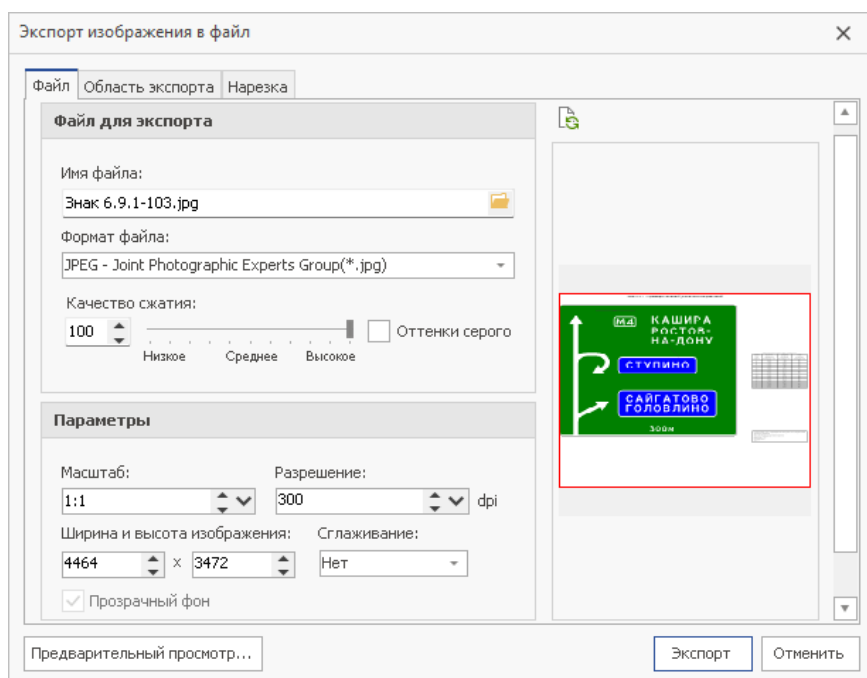 Экспорт изображения в файл
Файл
Область экспорта
Нарезка
Файл для экспорта
Имя файла:
Знак 6.9.1-103.jpg
Формат файла:
JPEG - Joint Photographic Experts Group(*.jpg)
Качество сжатия:
100
Низкое
Среднее
Высокое
Оттенки серого
Параметры
Масштаб:
Разрешение:
1:1
300
dpi
Ширина и высота изображения:
Сглаживание:
4464 x 3472
Нет
Прозрачный фон
М4
КАШИРА
РОСТОВ-
НА-ДОНУ
СТУПИНО
САЙГАТОВО
ГОЛОВЛИНО
300м
Предварительный просмотр...
Экспорт
Отменить